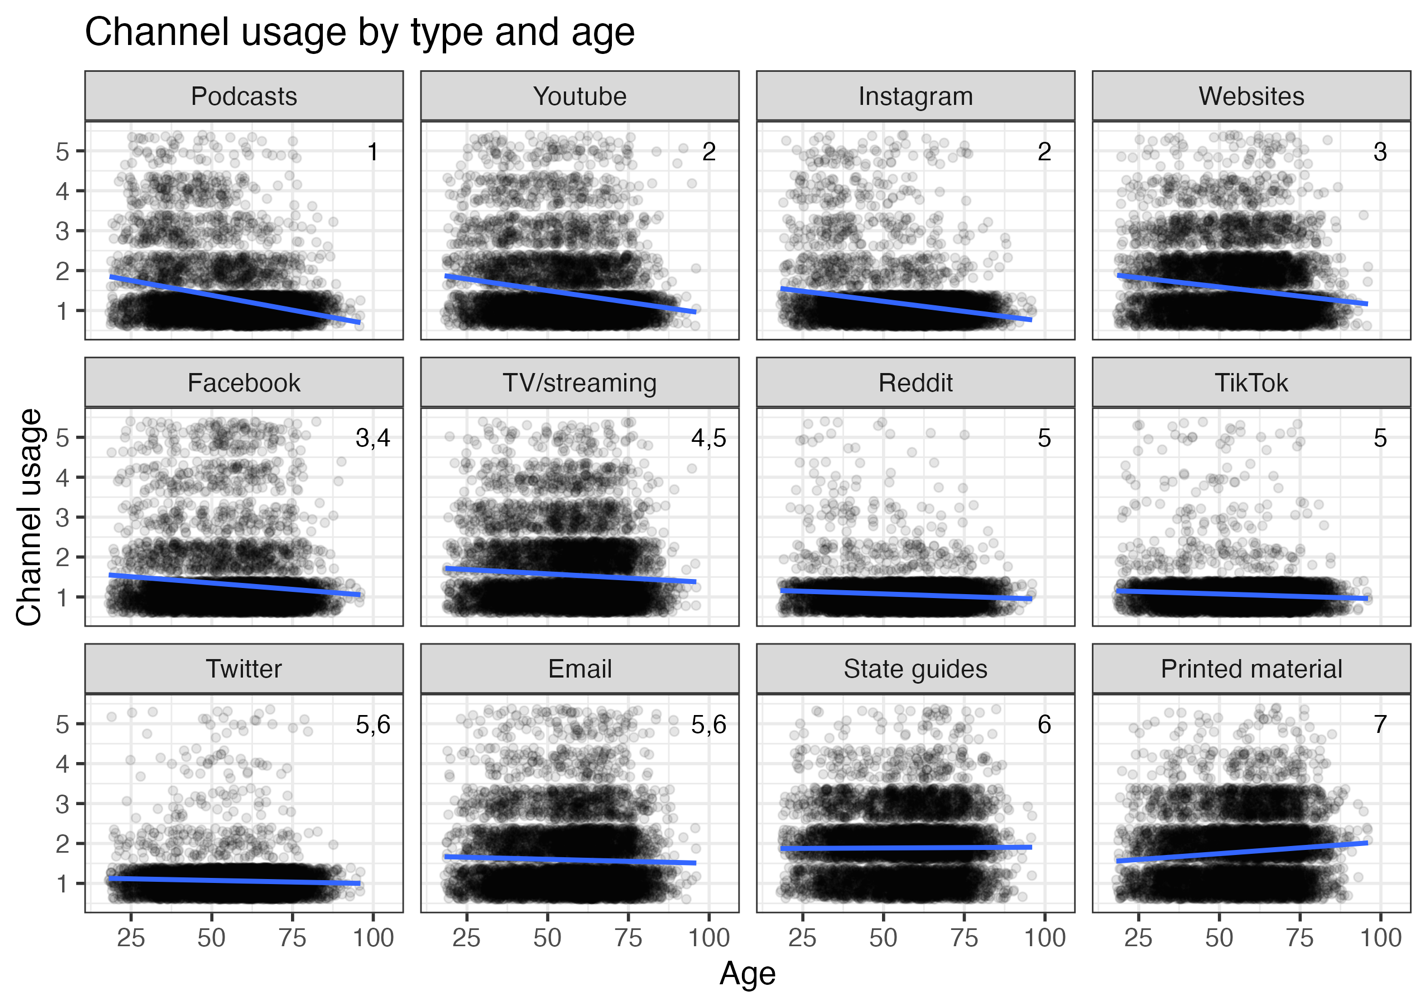 Channel usage by type and age
Podcasts Youtube Instagram Websites
5 1 2 2 3
4
3
2
1
Facebook TV/streaming Reddit TikTok
5 3,4 4,5 5 5
4
3
2
1
Twitter Email State guides Printed material
5 5,6 5,6 6 7
4
3
2
1
25 50 75 100 25 50 75 100 25 50 75 100 25 50 75 100
Age
Channel usage